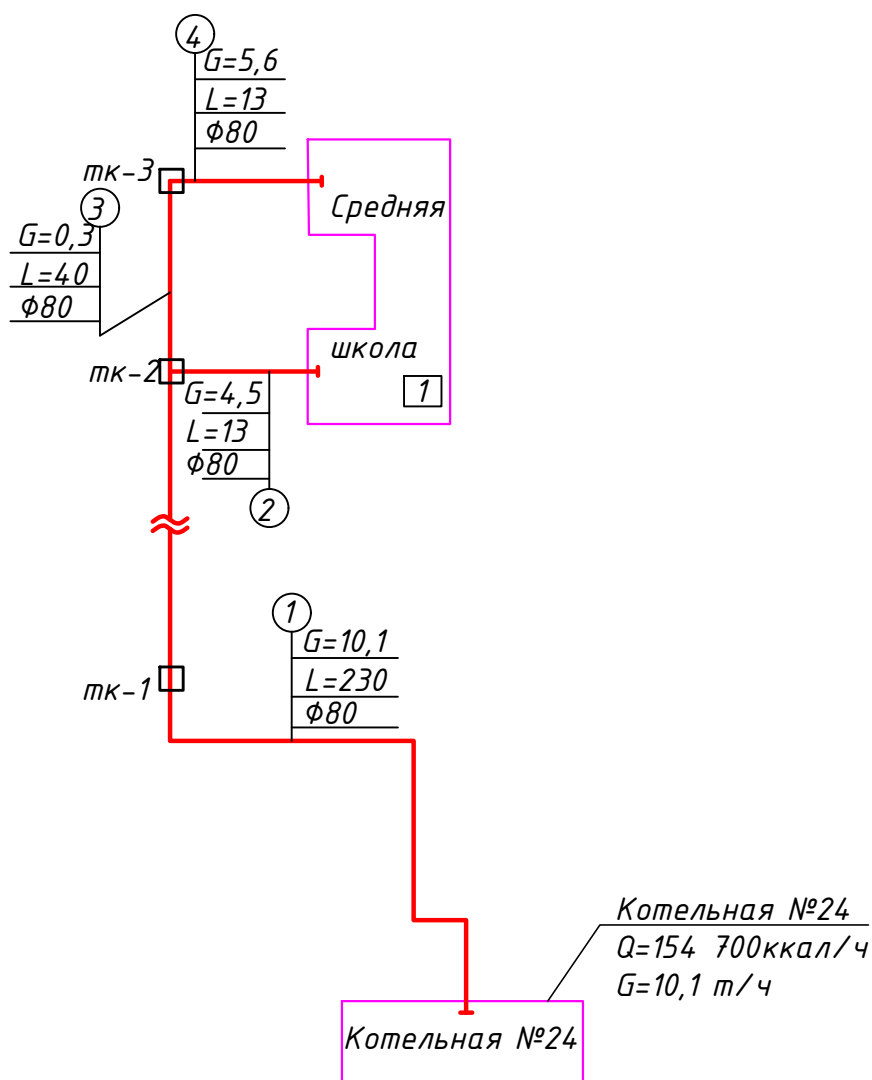 4
G=5,6
L=13
Ф80
тк-3
Средняя
3
G=0,3
L=40
Ф80
школа
тк-2
1
G=4,5
L=13
Ф80
2
1
G=10,1
L=230
Ф80
тк-1
Котельная №24
Q=154 700ккал/ч
G=10,1 т/ч
Котельная №24